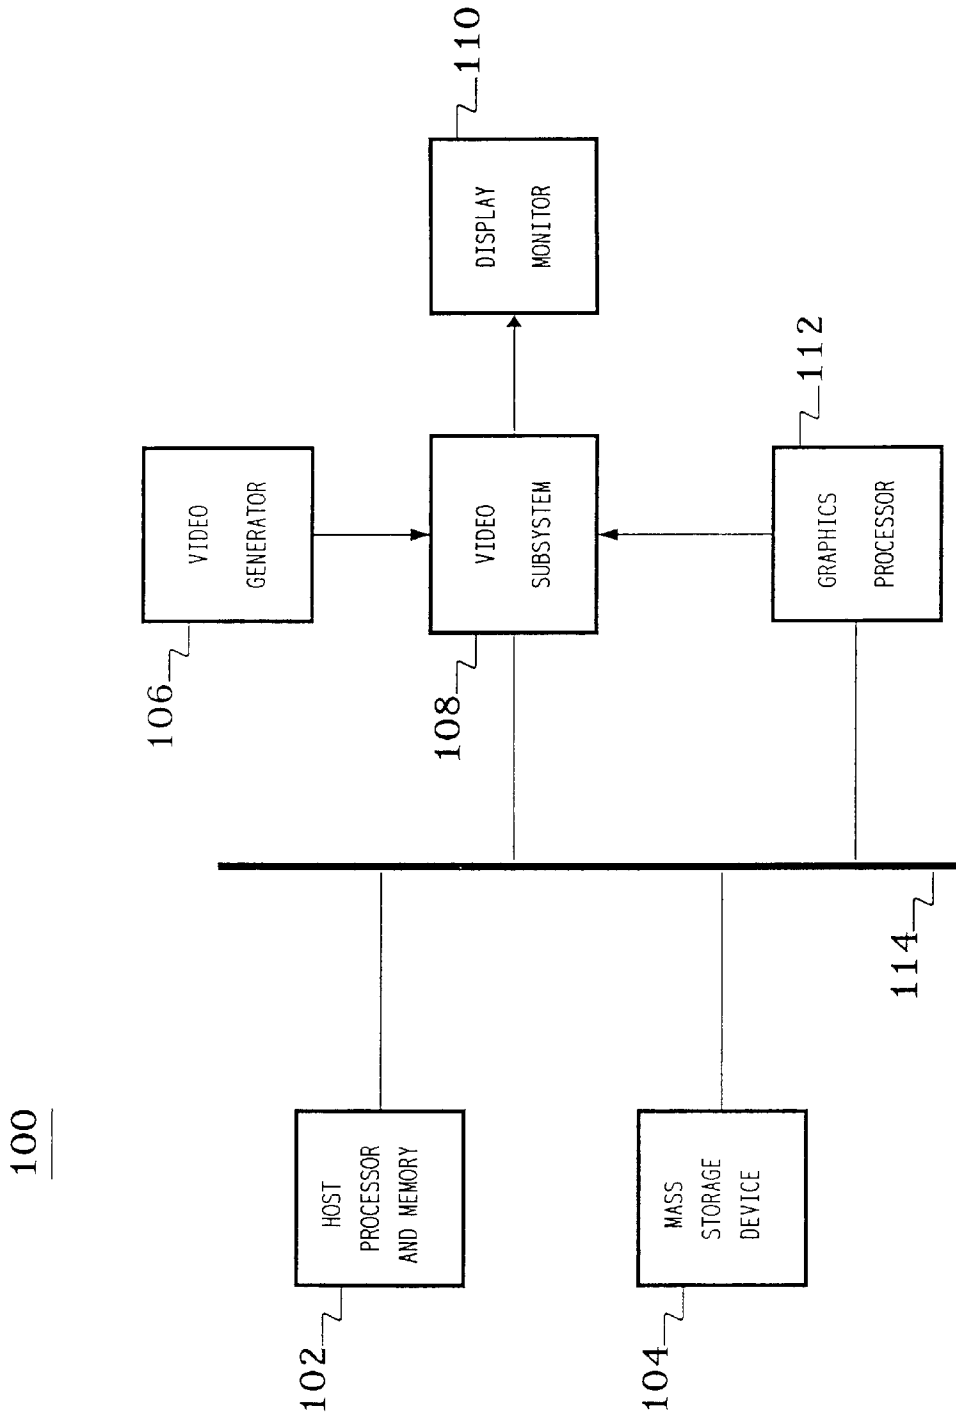 100
102
HOST
PROCESSOR
AND MEMORY
104
MASS
STORAGE
DEVICE
114
106
VIDEO
GENERATOR
108
VIDEO
SUBSYSTEM
112
GRAPHICS
PROCESSOR
110
DISPLAY
MONITOR